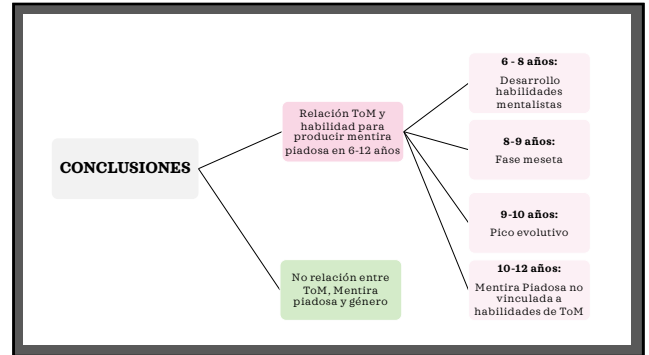 CONCLUSIONES
Relación ToM y
habilidad para
producir mentira
piadosa en 6-12 años
6 - 8 años:
Desarrollo
habilidades
mentalistas
8-9 años:
Fase meseta
9-10 años:
Pico evolutivo
10-12 años:
Mentira Piadosa no
vinculada a
habilidades de ToM
No relación entre
ToM, Mentira
piadosa y género